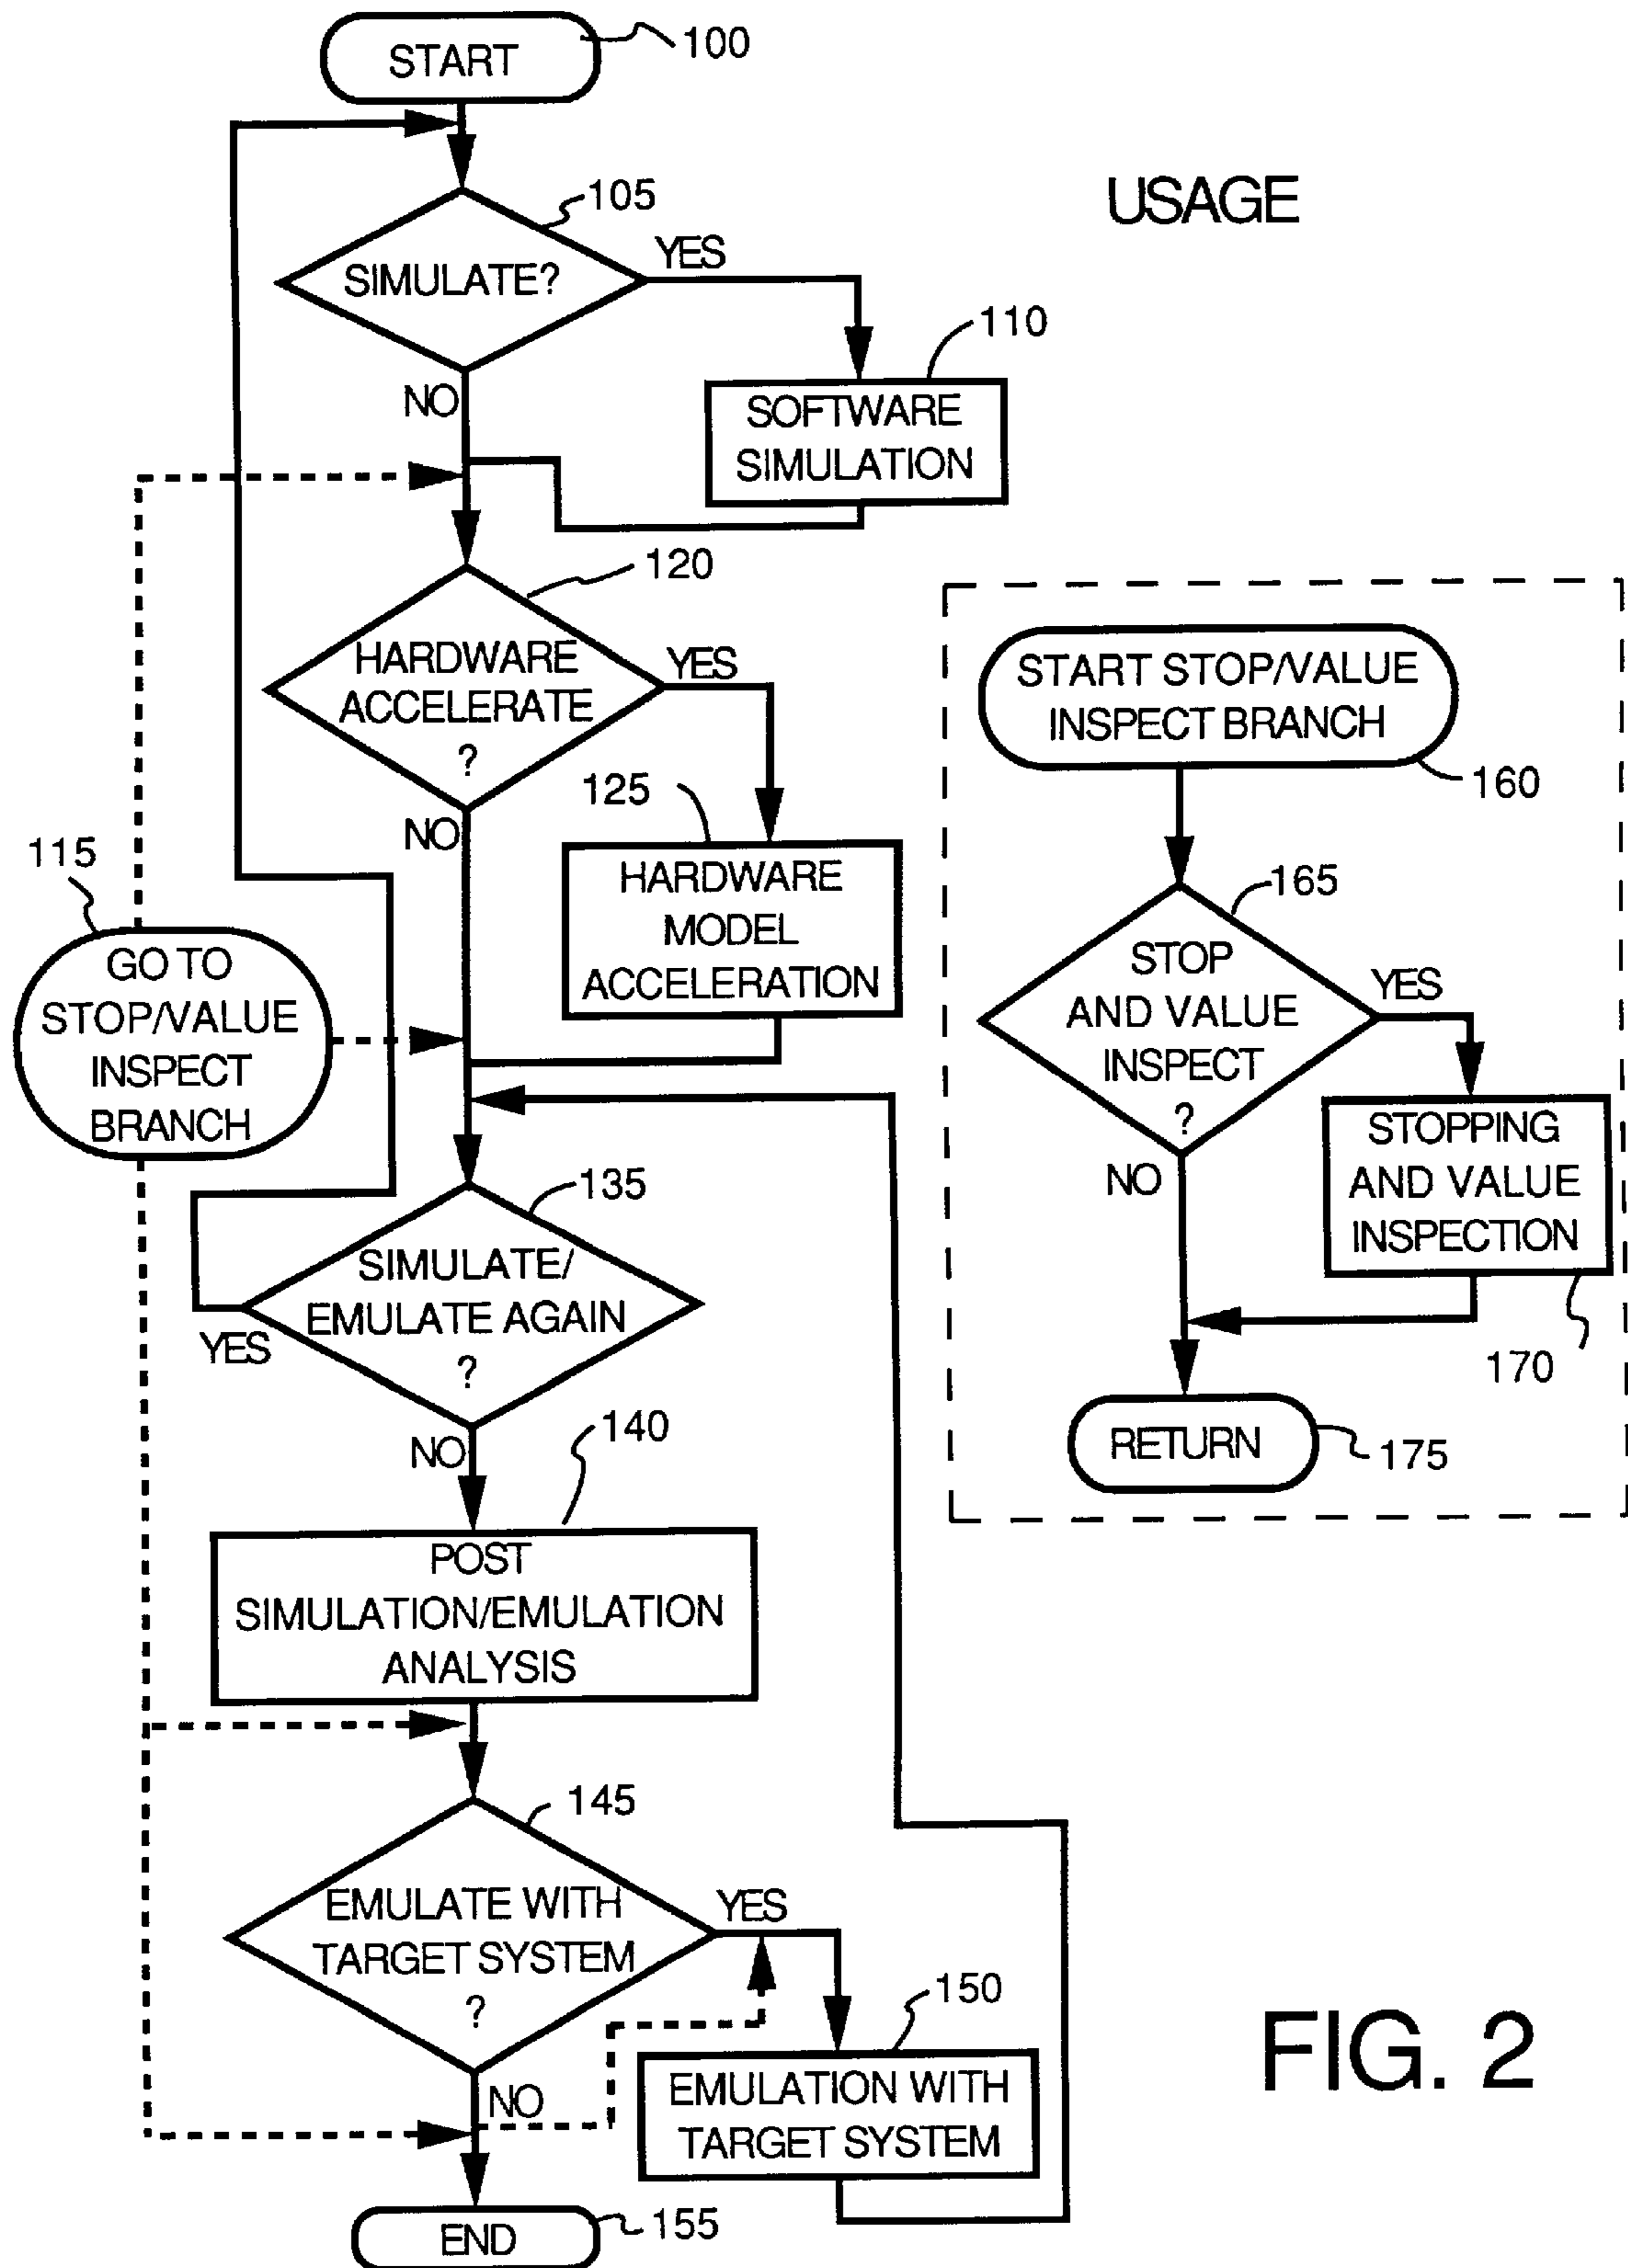 START
100
USAGE
105
SIMULATE?
YES
NO
110
SOFTWARE
SIMULATION
120
HARDWARE
ACCELERATE
?
YES
NO
125
HARDWARE
MODEL
ACCELERATION
115
GO TO
STOP/VALUE
INSPECT
BRANCH
135
SIMULATE/
EMULATE AGAIN
?
YES
NO
140
POST
SIMULATION/EMULATION
ANALYSIS
145
EMULATE WITH
TARGET SYSTEM
?
YES
NO
150
EMULATION WITH
TARGET SYSTEM
END
155
START STOP/VALUE
INSPECT BRANCH
160
165
STOP
AND VALUE
INSPECT
?
YES
NO
STOPPING
AND VALUE
INSPECTION
170
RETURN
175
FIG. 2